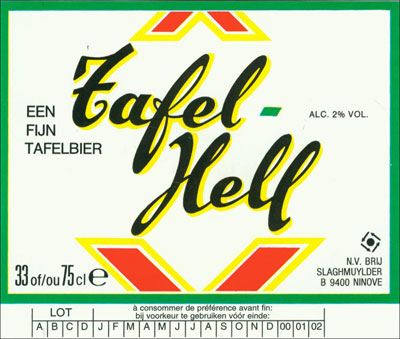 Tafel-
Hell
EEN
FIJN
TAFELBIER
ALC. 2% VOL.
33 of/ou 75 cl e
N.V. BRIJ
SLAGHMUYLDER
B 9400 NINOVE
LOT
à consommer de préférence avant fin:
bij voorkeur te gebruiken vóór einde:
A B C D J F M A M J J A S O N D 00 01 02